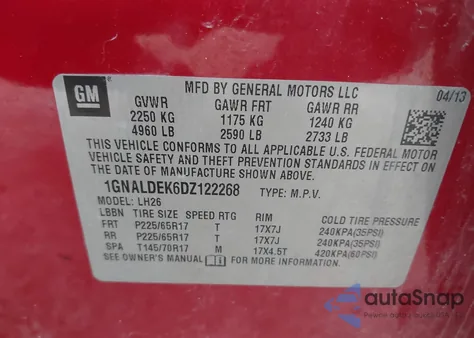 GM
MFD BY GENERAL MOTORS LLC
04/13
GVWR GAWR FRT GAWR RR
2250 KG 1175 KG 1240 KG
4960 LB 2590 LB 2733 LB
THIS VEHICLE CONFORMS TO ALL APPLICABLE U.S. FEDERAL MOTOR
VEHICLE SAFETY AND THEFT PREVENTION STANDARDS IN EFFECT ON
THE DATE OF MANUFACTURE SHOWN ABOVE.
1GNALDEK6DZ122268 TYPE: M.P.V.
MODEL: LH26
LBBN TIRE SIZE SPEED RTG RIM COLD TIRE PRESSURE
FRT P225/65R17 T 17X7J 240KPA(35PSI)
RR P225/65R17 T 17X7J 240KPA(35PSI)
SPA T145/70R17 M 17X4.5T 420KPA(60PSI)
SEE OWNER'S MANUAL FOR MORE INFORMATION.
autoSnap